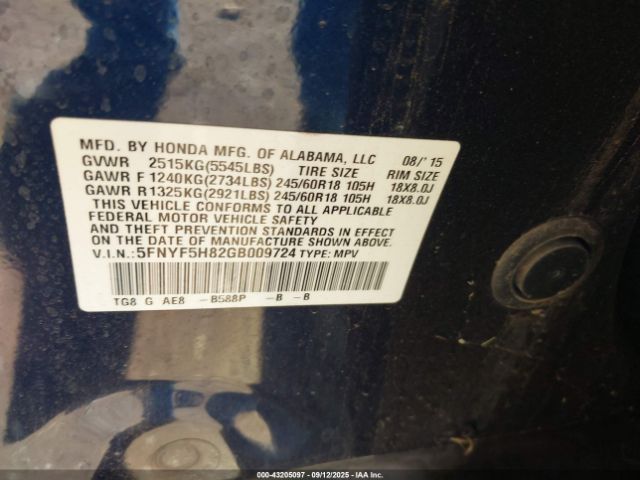 MFD. BY HONDA MFG. OF ALABAMA, LLC 08/'15
GVWR 2515KG(5545LBS) TIRE SIZE RIM SIZE
GAWR F 1240KG(2734LBS) 245/60R18 105H 18X8.0J
GAWR R 1325KG(2921LBS) 245/60R18 105H 18X8.0J
THIS VEHICLE CONFORMS TO ALL APPLICABLE
FEDERAL MOTOR VEHICLE SAFETY
AND THEFT PREVENTION STANDARDS IN EFFECT
ON THE DATE OF MANUFACTURE SHOWN ABOVE.
V.I.N.: 5FNYF5H82GB009724 TYPE: MPV
TG8 G AE8 -B588P -B -B
000-43205097 - 09/12/2025 - IAAI